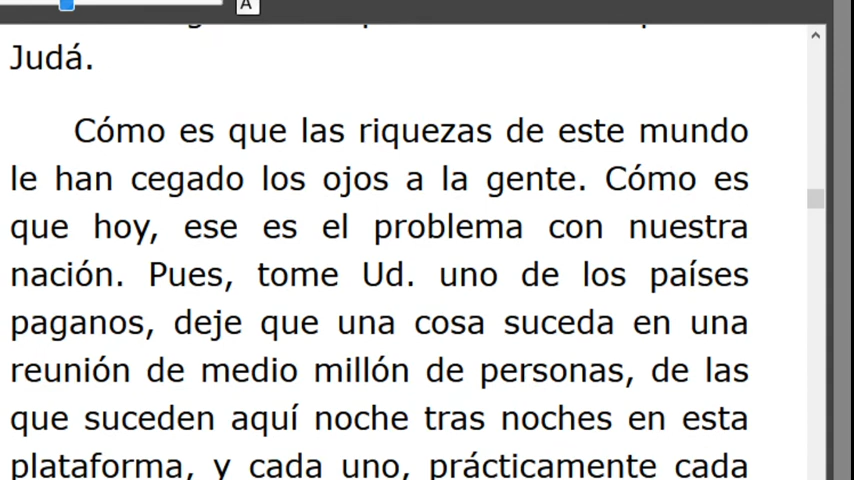 A
Judá.
Cómo es que las riquezas de este mundo
le han cegado los ojos a la gente. Cómo es
que hoy, ese es el problema con nuestra
nación. Pues, tome Ud. uno de los países
paganos, deje que una cosa suceda en una
reunión de medio millón de personas, de las
que suceden aquí noche tras noches en esta
plataforma, y cada uno, prácticamente cada